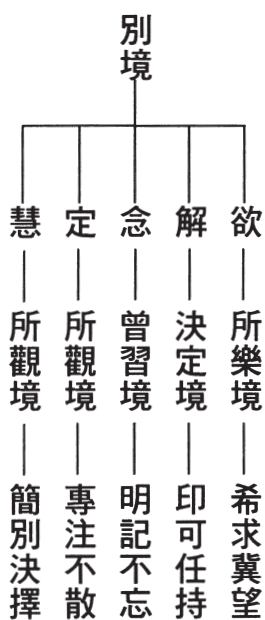 別境
欲
所樂境
希求冀望
解
決定境
印可任持
念
曾習境
明記不忘
定
所觀境
專注不散
慧
所觀境
簡別決擇